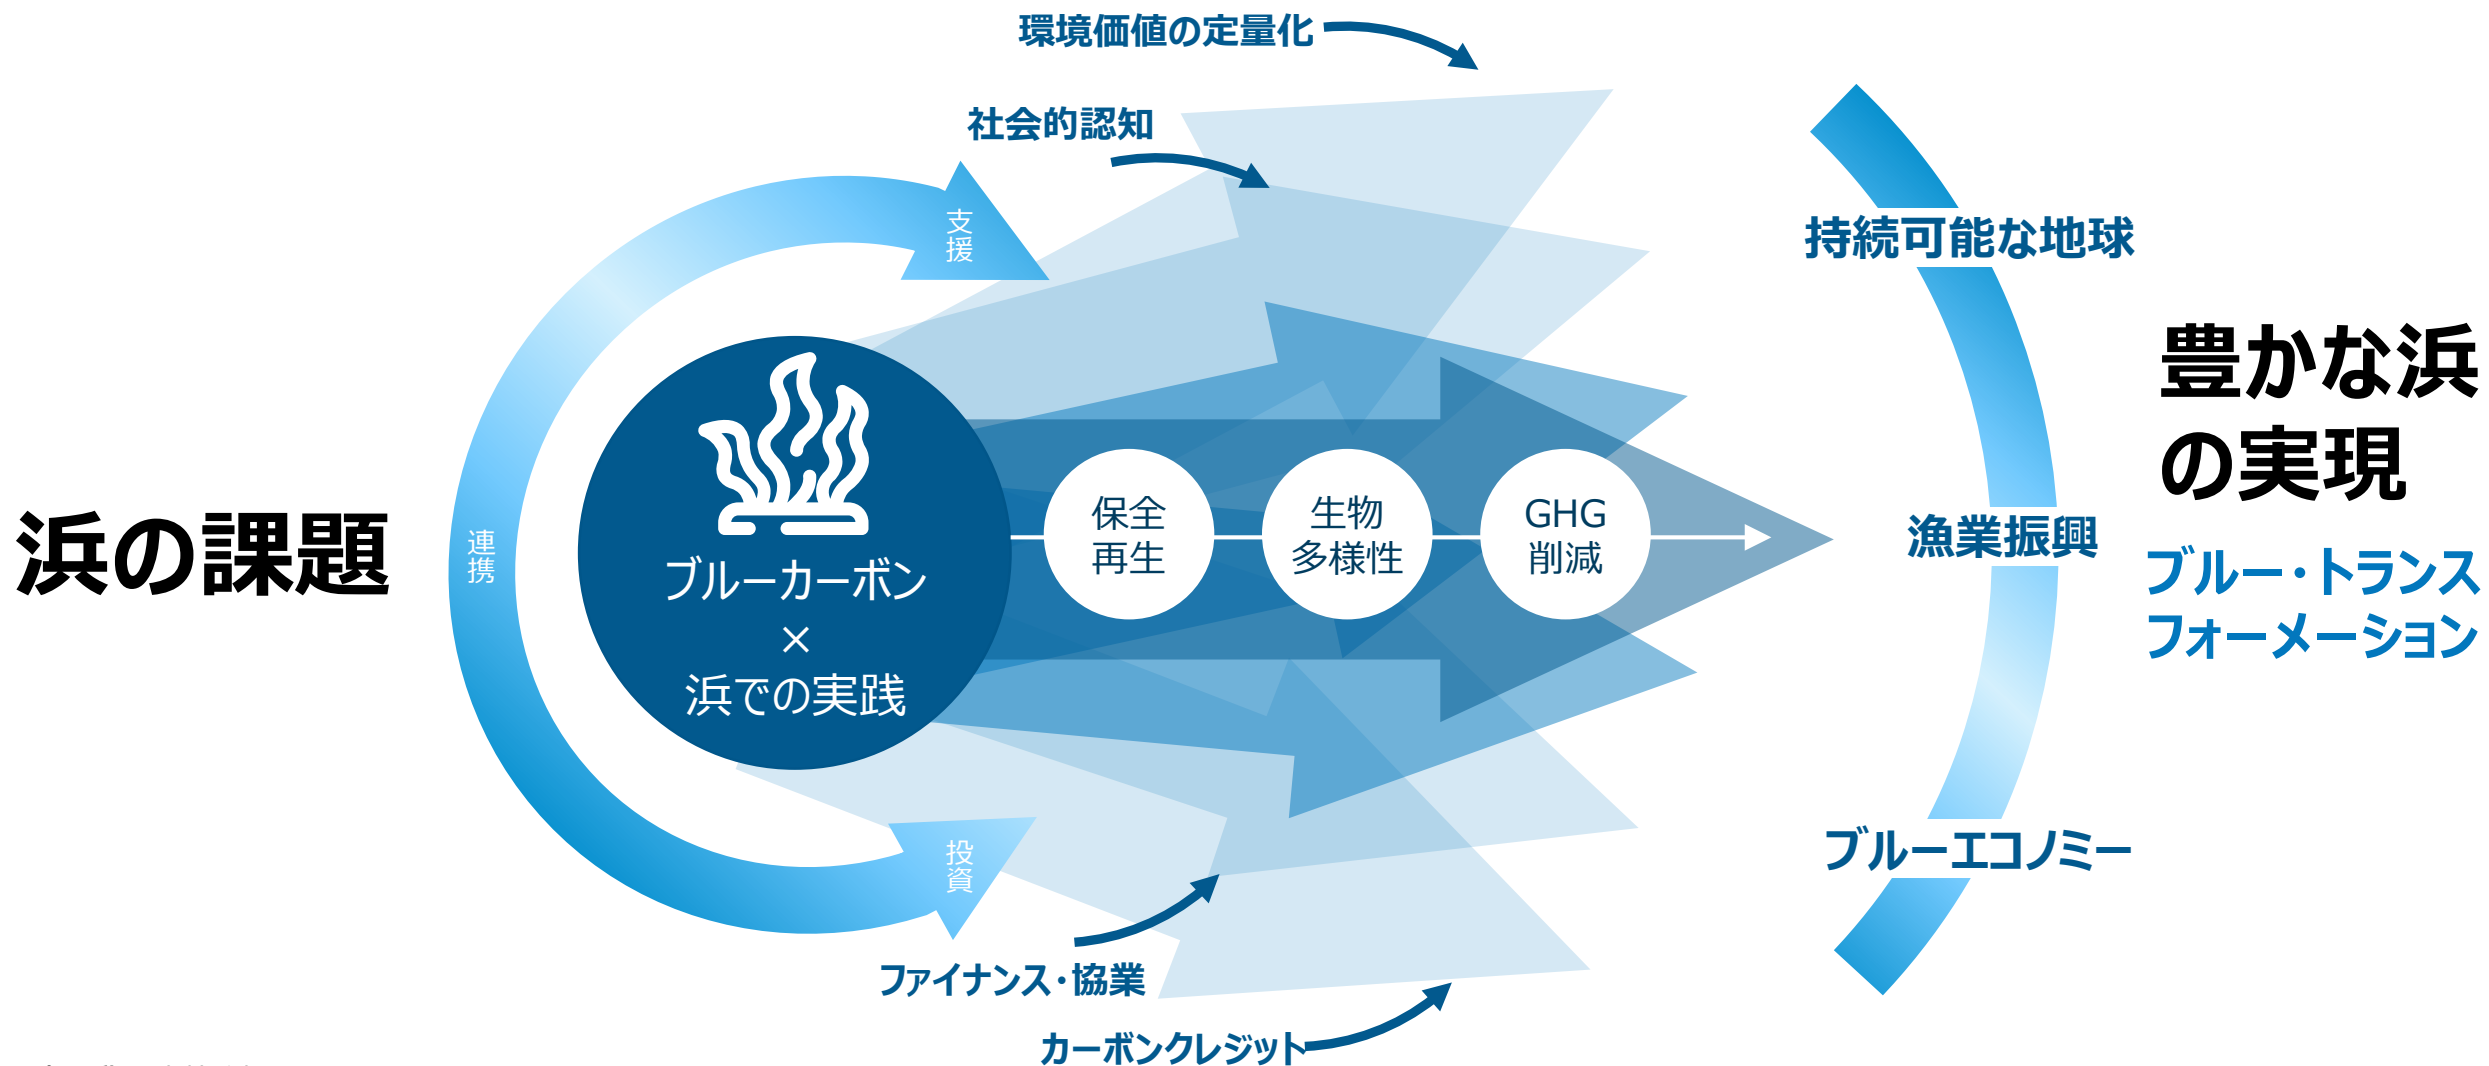 環境価値の定量化
社会的認知
支援
連携
投資
浜の課題
ブルーカーボン
×
浜での実践
保全
再生
生物
多様性
GHG
削減
ファイナンス・協業
カーボンクレジット
持続可能な地球
漁業振興
ブルーエコノミー
豊かな浜
の実現
ブルー・トランス
フォーメーション